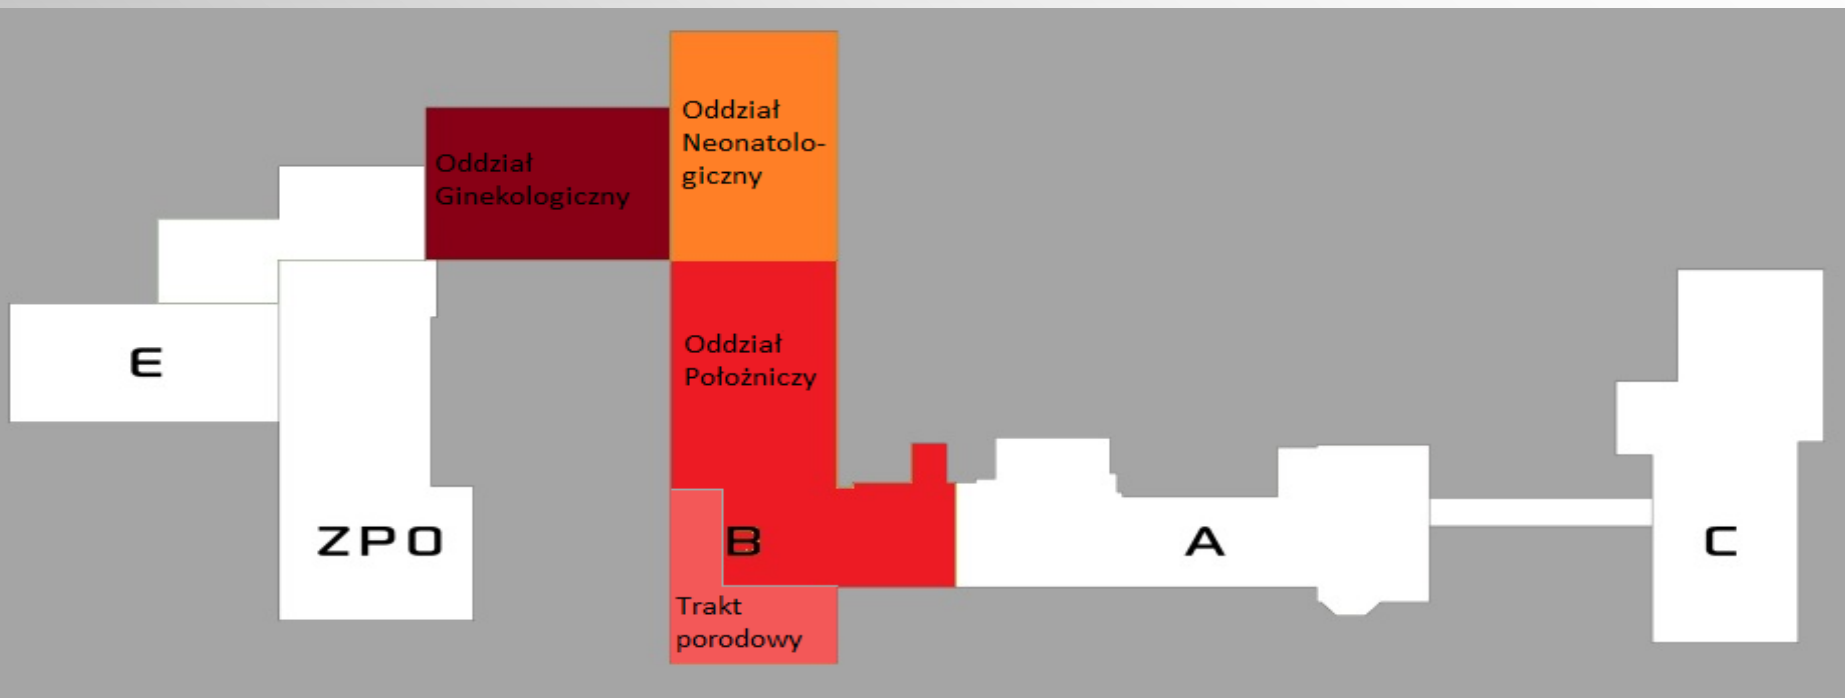 Oddział
Ginekologiczny
Oddział
Neonatolo-
giczny
Oddział
Położniczy
E
ZPO
B
A
C
Trakt
porodowy